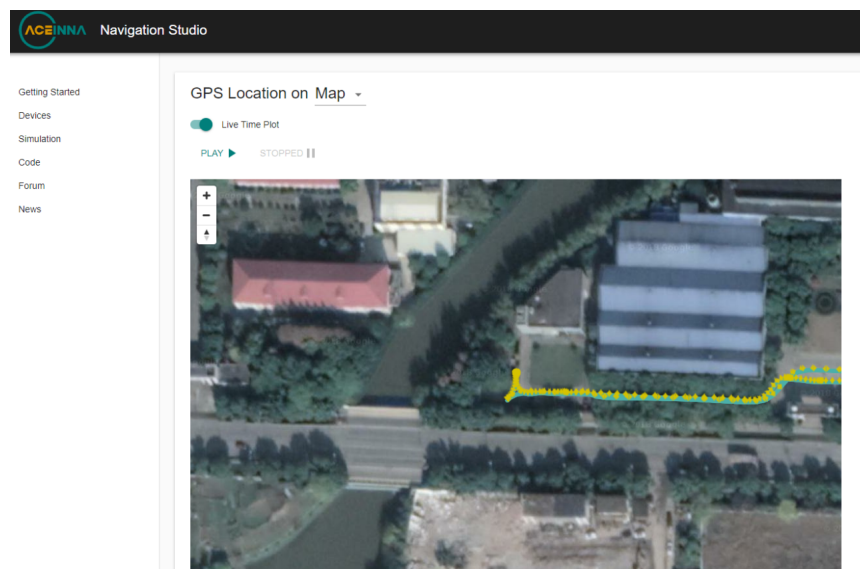 ACEINNA Navigation Studio
Getting Started
Devices
Simulation
Code
Forum
News
GPS Location on Map
Live Time Plot
PLAY STOPPED
+
−